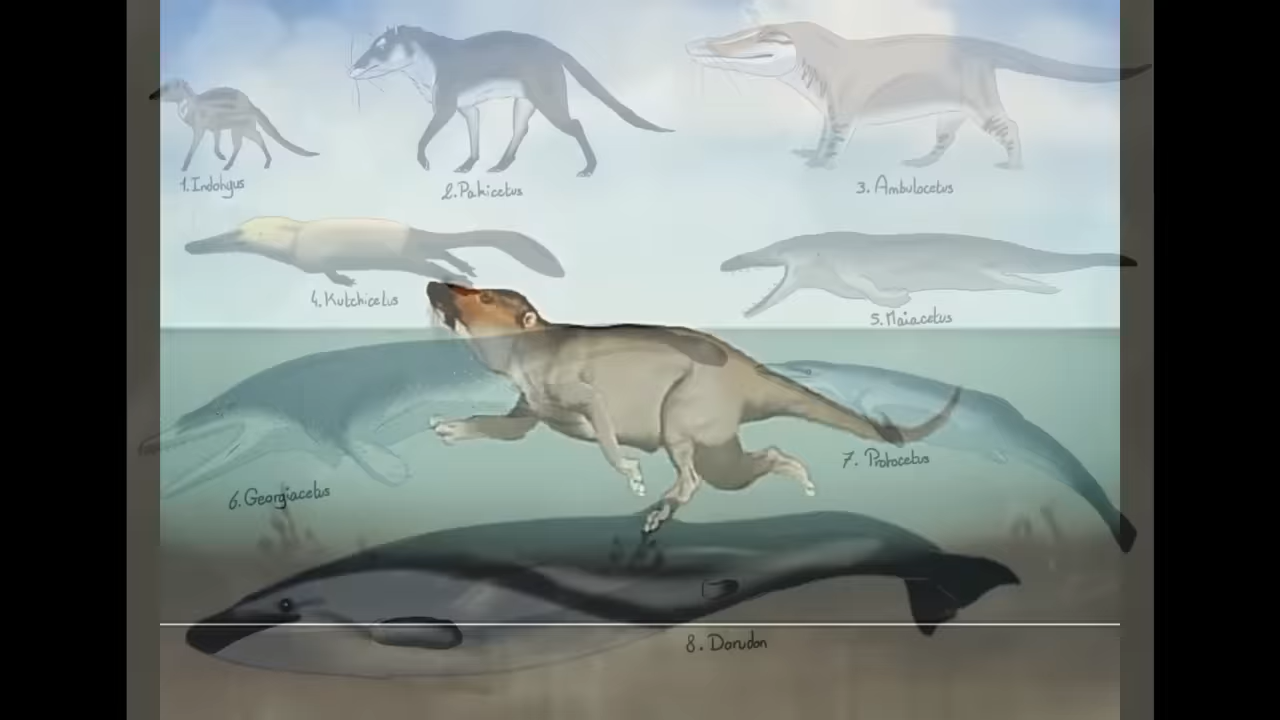 1. Indohyus
2. Pakicetus
3. Ambulocetus
4. Kutchicetus
5. Maiacetus
6. Georgiacetus
7. Protocetus
8. Dorudon